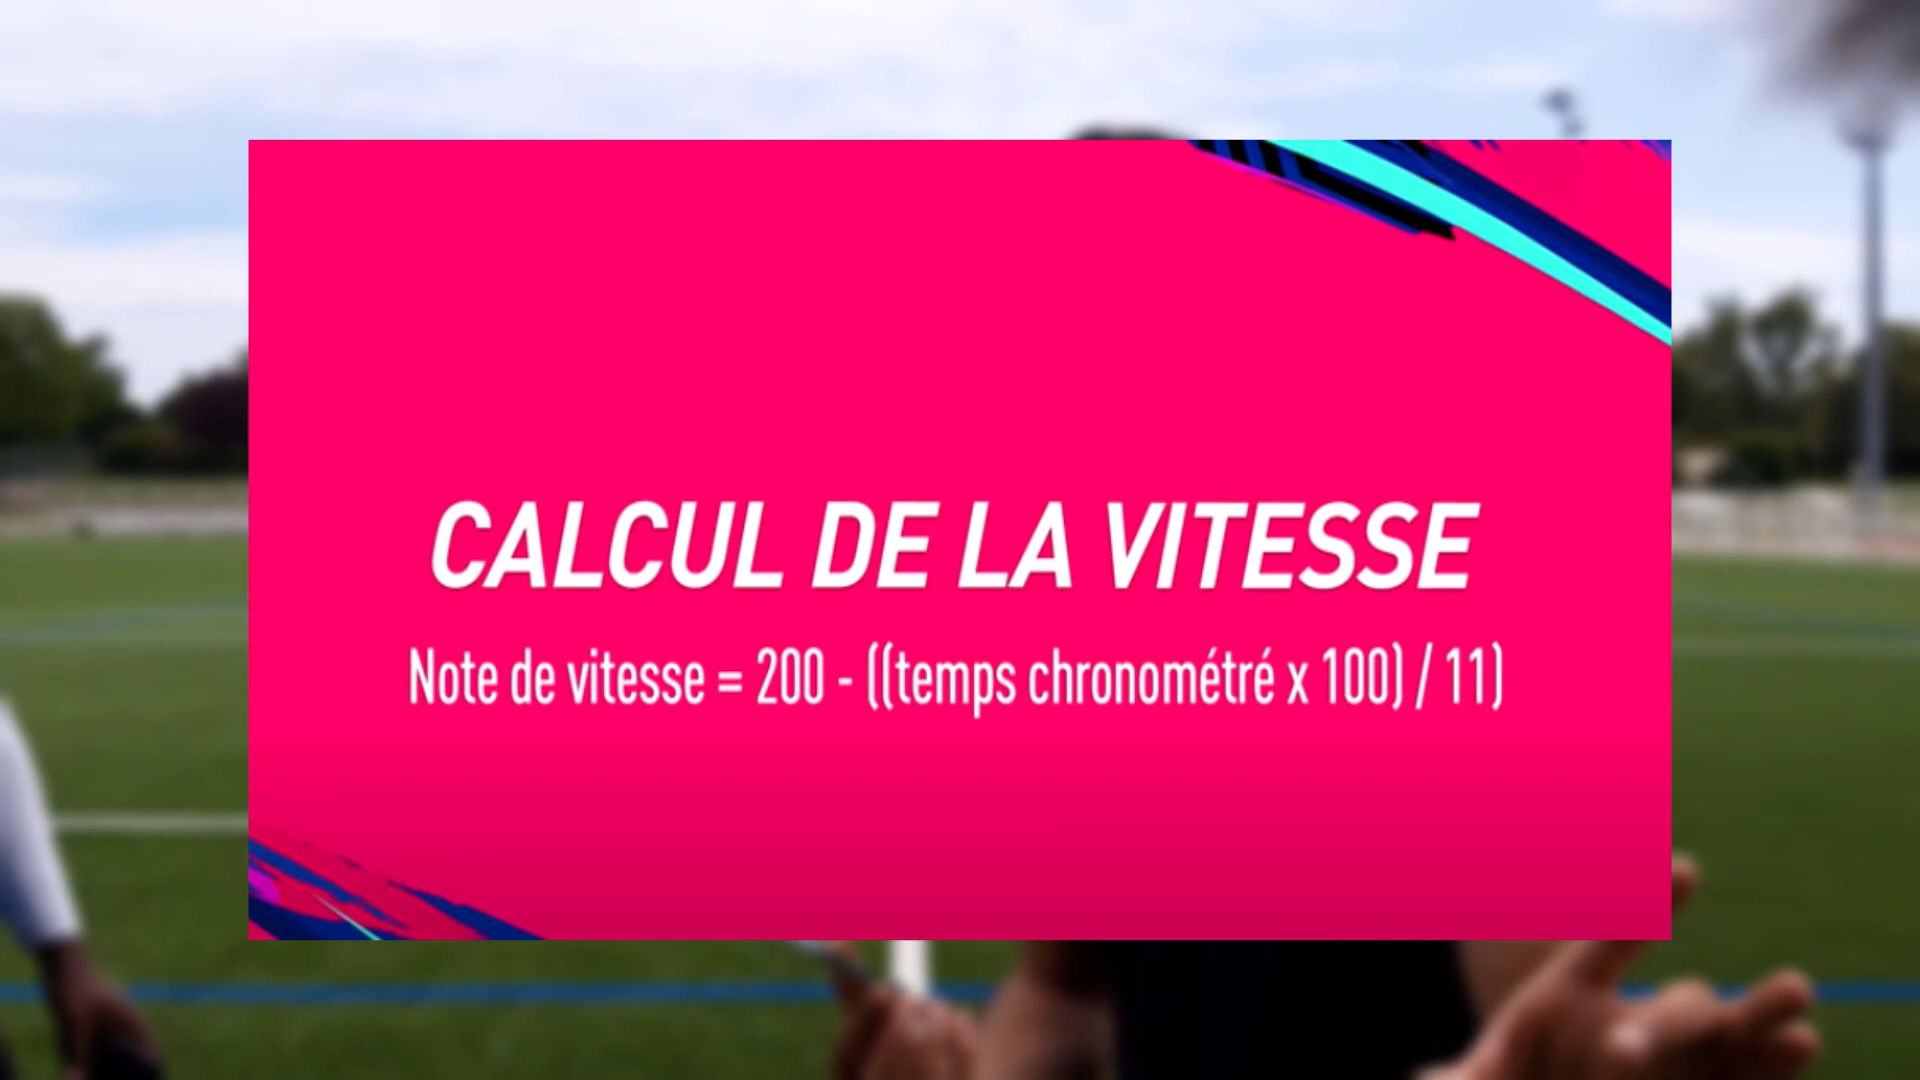 CALCUL DE LA VITESSE
Note de vitesse = 200 - ((temps chronométré x 100) / 11)